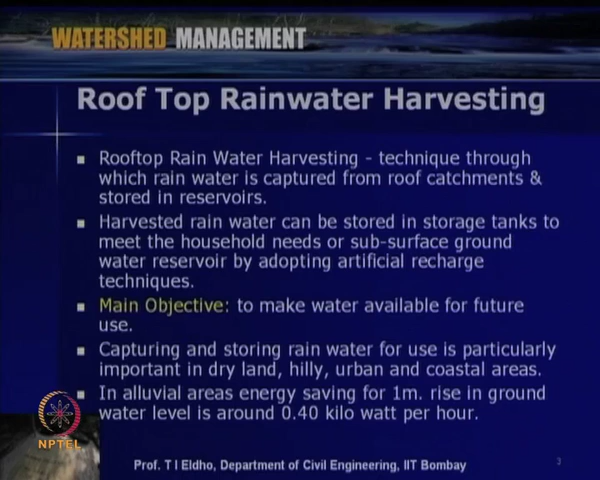 WATERSHED MANAGEMENT
Roof Top Rainwater Harvesting
Rooftop Rain Water Harvesting - technique through
which rain water is captured from roof catchments &
stored in reservoirs.
Harvested rain water can be stored in storage tanks to
meet the household needs or sub-surface ground
water reservoir by adopting artificial recharge
techniques.
Main Objective: to make water available for future
use.
Capturing and storing rain water for use is particularly
important in dry land, hilly, urban and coastal areas.
In alluvial areas energy saving for 1m. rise in ground
water level is around 0.40 kilo watt per hour.
NPTEL
Prof. T I Eldho, Department of Civil Engineering, IIT Bombay
3